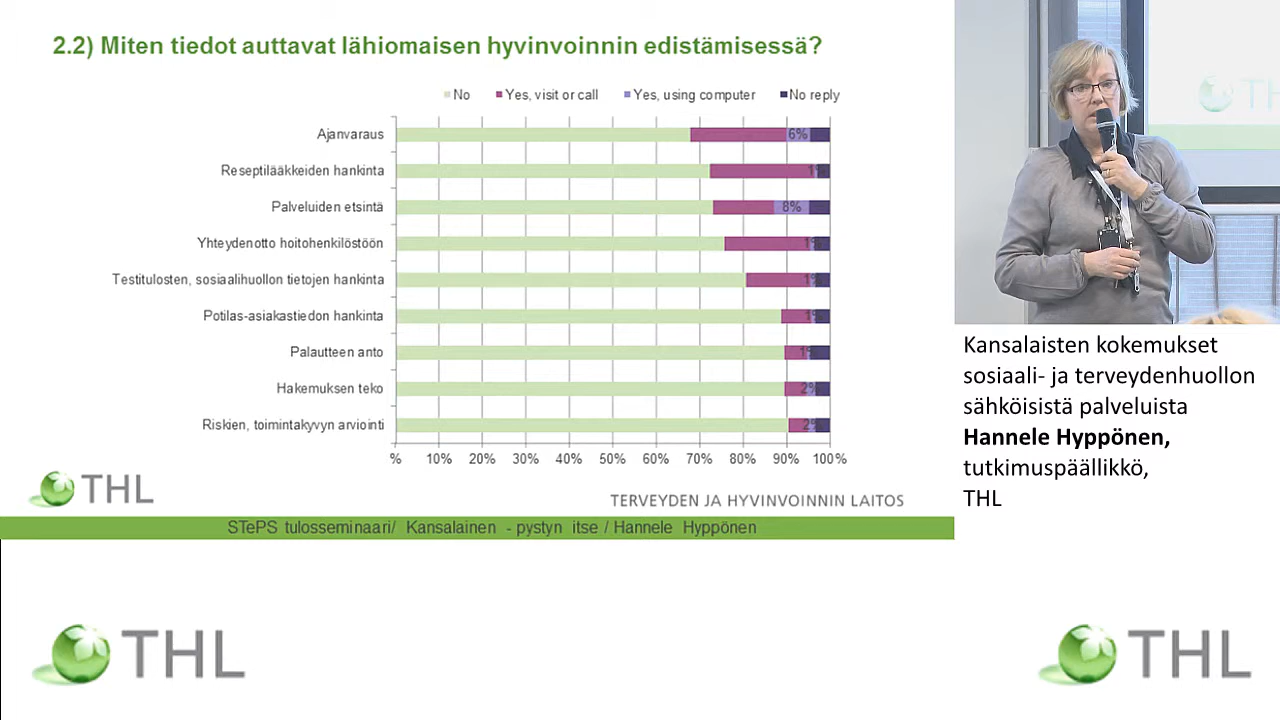 2.2) Miten tiedot auttavat lähiomaisen hyvinvoinnin edistämisessä?
No Yes, visit or call Yes, using computer No reply
Ajanvaraus 6%
Reseptilääkkeiden hankinta
Palveluiden etsintä 8%
Yhteydenotto hoitohenkilöstöön
Testitulosten, sosiaalihuollon tietojen hankinta
Potilas-asiakastiedon hankinta
Palautteen anto
Hakemuksen teko 2%
Riskien, toimintakyvyn arviointi
% 10% 20% 30% 40% 50% 60% 70% 80% 90% 100%
THL
TERVEYDEN JA HYVINVOINNIN LAITOS
STePS tulosseminaari/ Kansalainen - pystyn itse / Hannele Hyppönen
Kansalaisten kokemukset
sosiaali- ja terveydenhuollon
sähköisistä palveluista
Hannele Hyppönen,
tutkimuspäällikkö,
THL
THL
THL